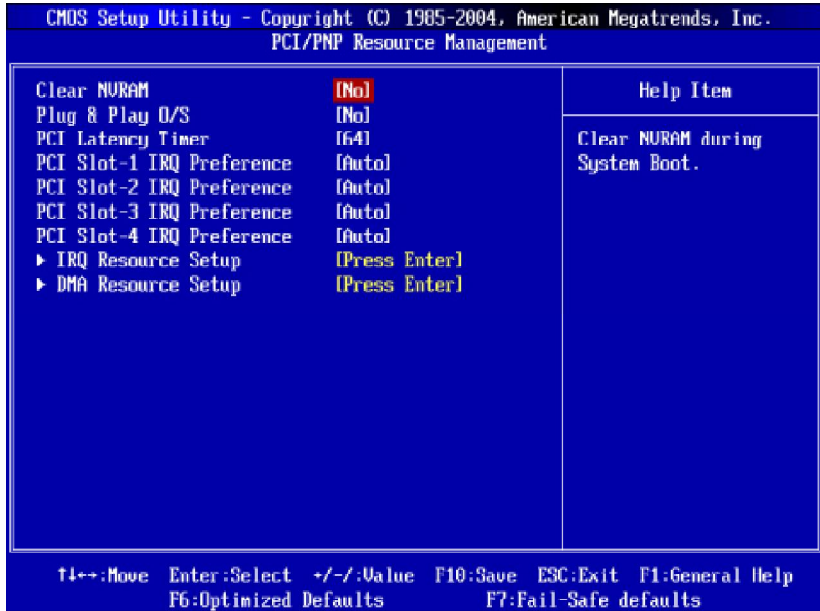 CMOS Setup Utility - Copyright (C) 1985-2004, American Megatrends, Inc.
PCI/PNP Resource Management
Clear NVRAM [No]
Plug & Play O/S [No]
PCI Latency Timer [64]
PCI Slot-1 IRQ Preference [Auto]
PCI Slot-2 IRQ Preference [Auto]
PCI Slot-3 IRQ Preference [Auto]
PCI Slot-4 IRQ Preference [Auto]
▶ IRQ Resource Setup [Press Enter]
▶ DMA Resource Setup [Press Enter]
Help Item
Clear NVRAM during
System Boot.
↑↓←→:Move Enter:Select +/-/:Value F10:Save ESC:Exit F1:General Help
F6:Optimized Defaults F7:Fail-Safe defaults